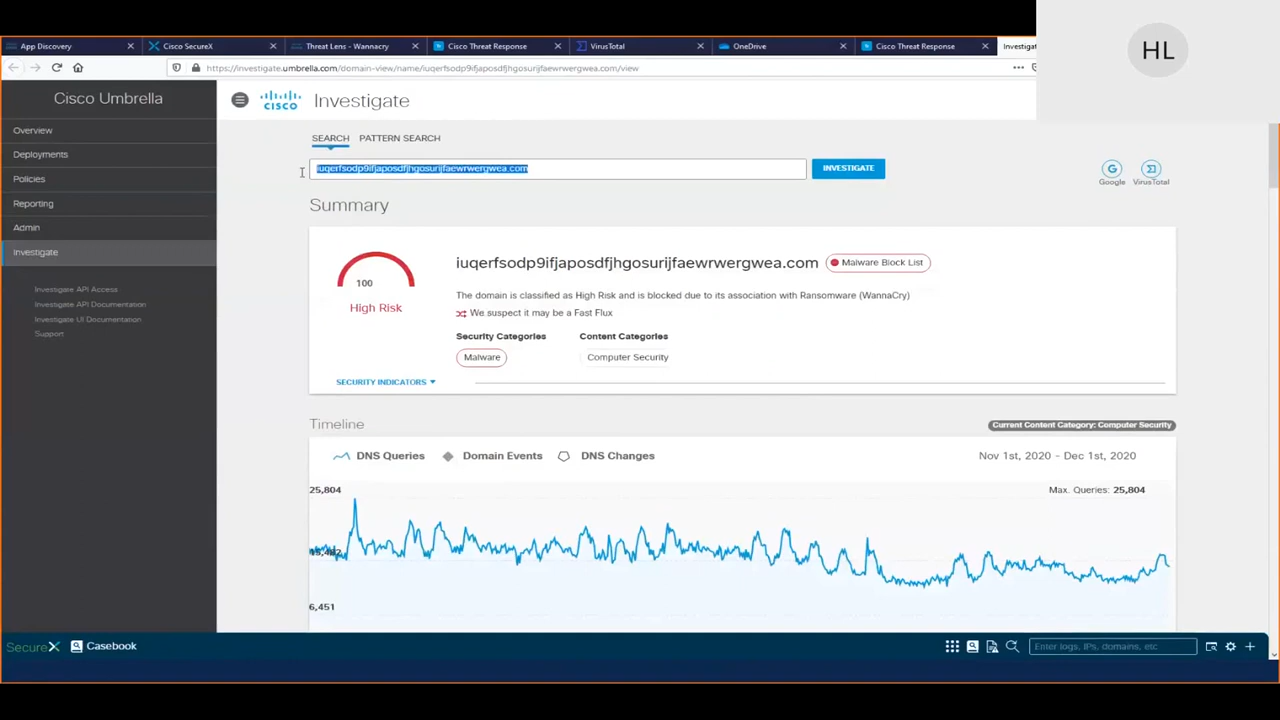 HL
App Discovery
Cisco SecureX
Threat Lens - Wannacry
Cisco Threat Response
VirusTotal
OneDrive
Cisco Threat Response
Investigate
https://investigate.umbrella.com/domain-view/name/iuqerfsodp9ifjaposdfjhgosurijfaewrwergwea.com/view
Cisco Umbrella
CISCO
Investigate
Overview
Deployments
Policies
Reporting
Admin
Investigate
Investigate API Access
Investigate API Documentation
Investigate UI Documentation
Support
SEARCH PATTERN SEARCH
iuqerfsodp9ifjaposdfjhgosurijfaewrwergwea.com
INVESTIGATE
Google
VirusTotal
Summary
100
High Risk
iuqerfsodp9ifjaposdfjhgosurijfaewrwergwea.com
Malware Block List
The domain is classified as High Risk and is blocked due to its association with Ransomware (WannaCry)
We suspect it may be a Fast Flux
Security Categories
Content Categories
Malware
Computer Security
SECURITY INDICATORS
Timeline
Current Content Category: Computer Security
DNS Queries
Domain Events
DNS Changes
Nov 1st, 2020 - Dec 1st, 2020
25,804
Max. Queries: 25,804
6,451
SecureX
Casebook
Enter logs, IPs, domains, etc